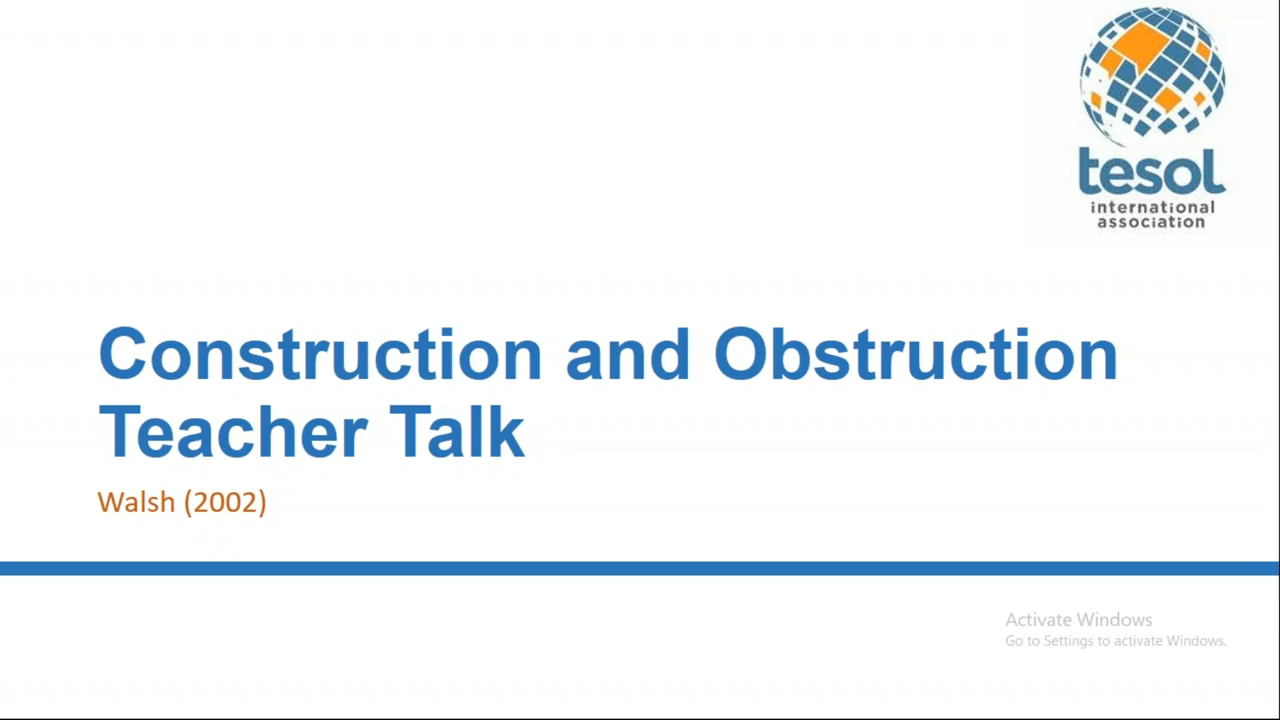 tesol
international
association
Construction and Obstruction
Teacher Talk
Walsh (2002)
Activate Windows
Go to Settings to activate Windows.